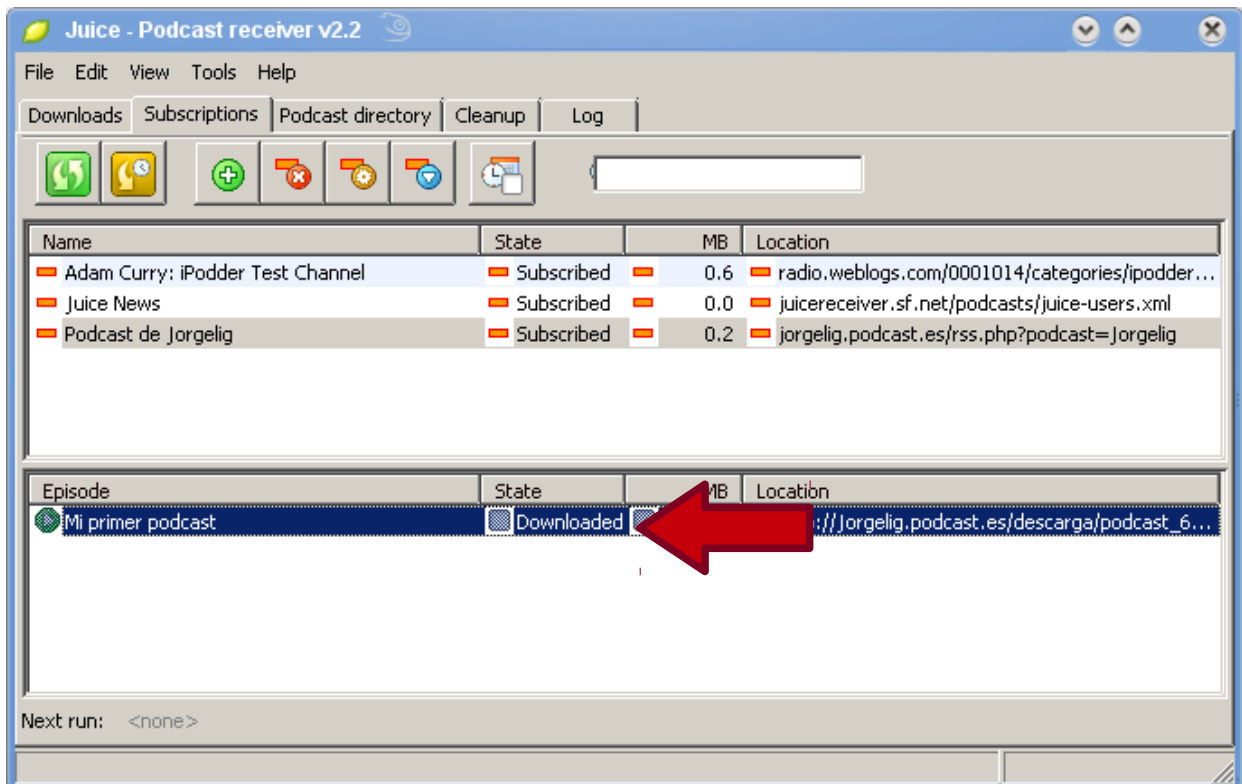 Juice - Podcast receiver v2.2
File Edit View Tools Help
Downloads Subscriptions Podcast directory Cleanup Log
Name State MB Location
Adam Curry: iPodder Test Channel Subscribed 0.6 radio.weblogs.com/0001014/categories/ipodder...
Juice News Subscribed 0.0 juicereceiver.sf.net/podcasts/juice-users.xml
Podcast de Jorgelig Subscribed 0.2 jorgelig.podcast.es/rss.php?podcast=Jorgelig
Episode State MB Location
Mi primer podcast Downloaded ://Jorgelig.podcast.es/descarga/podcast_6...
Next run: <none>